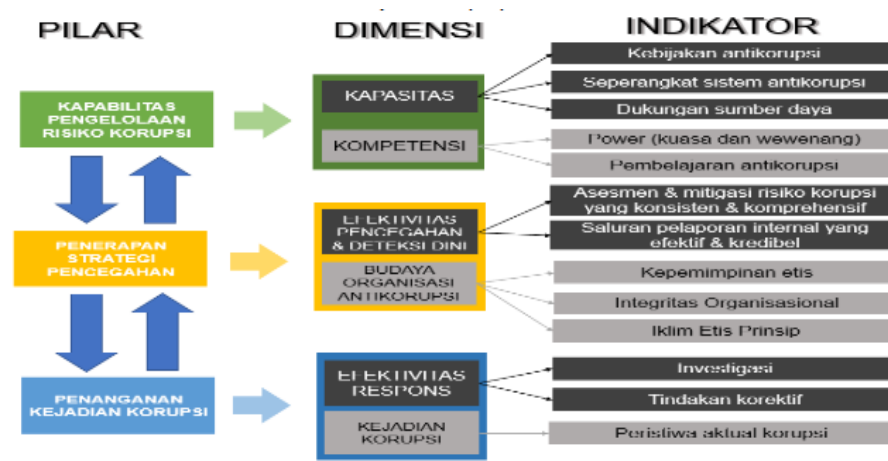 PILAR
DIMENSI
INDIKATOR
KAPABILITAS
PENGELOLAAN
RISIKO KORUPSI
KAPASITAS
KOMPETENSI
Kebijakan antikorupsi
Seperangkat sistem antikorupsi
Dukungan sumber daya
Power (kuasa dan wewenang)
Pembelajaran antikorupsi
PENERAPAN
STRATEGI
PENCEGAHAN
EFEKTIVITAS
PENCEGAHAN
& DETEKSI DINI
BUDAYA
ORGANISASI
ANTIKORUPSI
Asesmen & mitigasi risiko korupsi
yang konsisten & komprehensif
Saluran pelaporan internal yang
efektif & kredibel
Kepemimpinan etis
Integritas Organisasional
Iklim Etis Prinsip
PENANGANAN
KEJADIAN KORUPSI
EFEKTIVITAS
RESPONS
KEJADIAN
KORUPSI
Investigasi
Tindakan korektif
Peristiwa aktual korupsi